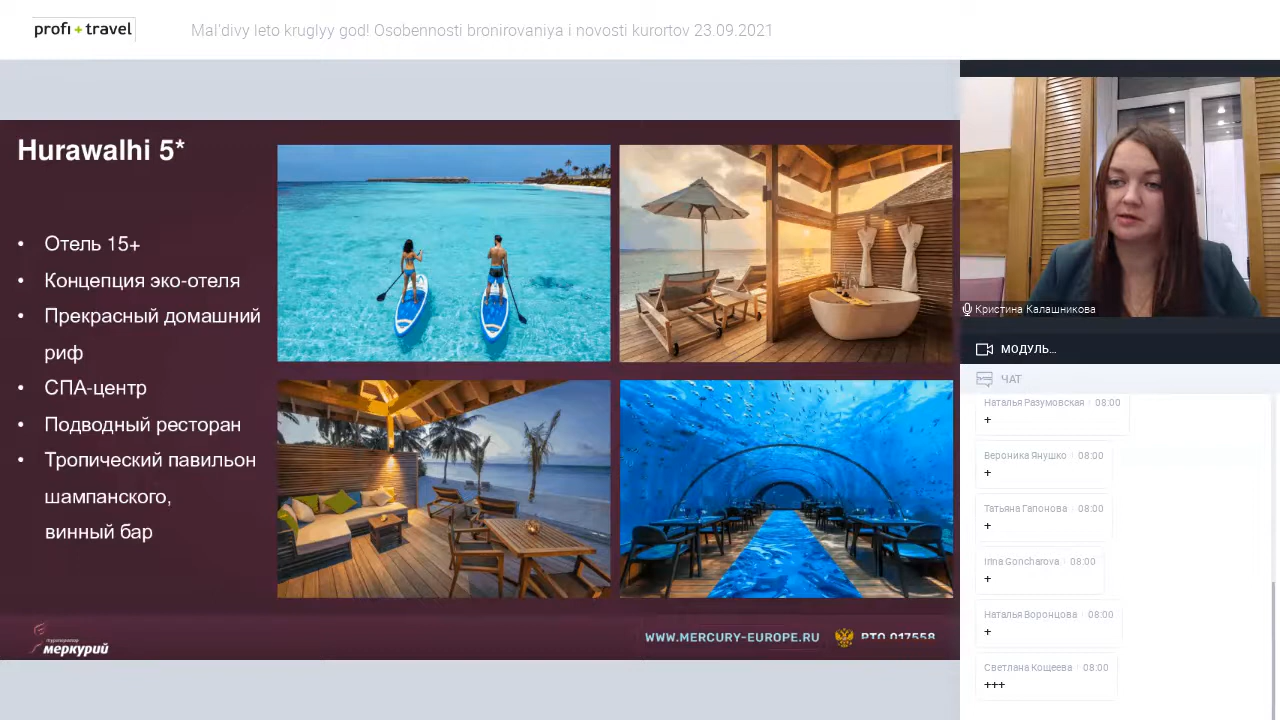 profi + travel
Mal'divy leto kruglyy god! Osobennosti bronirovaniya i novosti kurortov 23.09.2021
Hurawalhi 5*
• Отель 15+
• Концепция эко-отеля
• Прекрасный домашний
риф
• СПА-центр
• Подводный ресторан
• Тропический павильон
шампанского,
винный бар
туроператор
меркурий
WWW.MERCURY-EUROPE.RU
РТО 017558
Кристина Калашникова
МОДУЛЬ...
ЧАТ
Наталья Разумовская 08:00
+
Вероника Янушко 08:00
+
Татьяна Гапонова 08:00
+
Irina Goncharova 08:00
+
Наталья Воронцова 08:00
+
Светлана Кощеева 08:00
+++